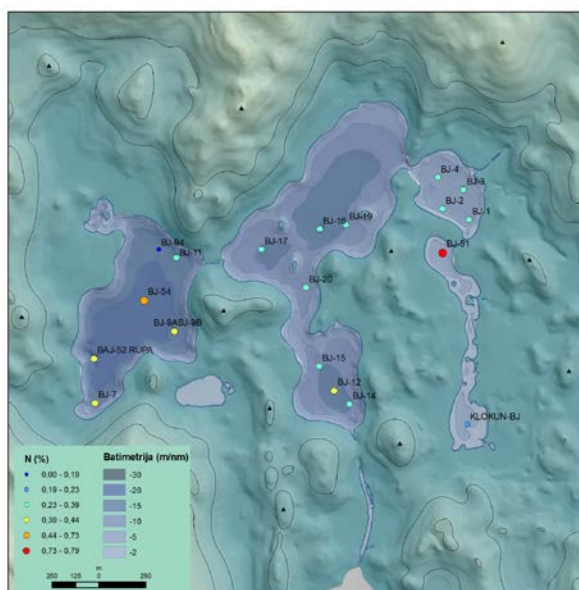 BJ-4
BJ-3
BJ-2
BJ-1
BJ-19
BJ-16
BJ-94
BJ-17
BJ-11
BJ-51
BJ-20
BJ-54
BJ-9ABJ-9B
BAJ-52 RUPA
BJ-15
BJ-12
BJ-7
BJ-14
KLOKUN-BJ
N (%)
0,00 - 0,19
0,19 - 0,23
0,23 - 0,39
0,39 - 0,44
0,44 - 0,73
0,73 - 0,79
Batimetrija (m/nm)
-30
-20
-15
-10
-5
-2
m
250 125 0 250